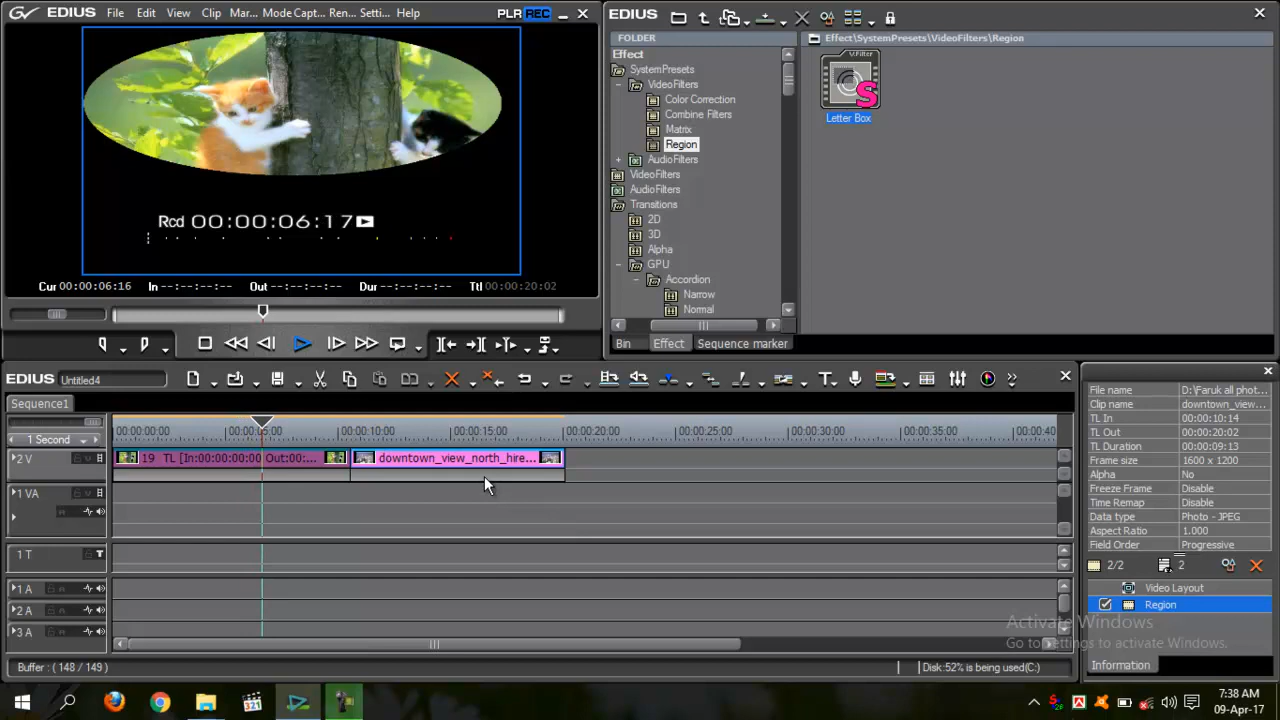 EDIUS File Edit View Clip Mar... Mode Capt... Ren... Setti... Help PLR REC
Rcd 00:00:06:17
Cur 00:00:06:16 In --:--:--:-- Out --:--:--:-- Dur --:--:--:-- Ttl 00:00:20:02
EDIUS
FOLDER
Effect
SystemPresets
VideoFilters
Color Correction
Combine Filters
Matrix
Region
AudioFilters
VideoFilters
AudioFilters
Transitions
2D
3D
Alpha
GPU
Accordion
Narrow
Normal
Effect\SystemPresets\VideoFilters\Region
V.Filter
S
Letter Box
Bin Effect Sequence marker
EDIUS Untitled4
Sequence1
1 Second
00:00:00:00 00:00:05:00 00:00:10:00 00:00:15:00 00:00:20:00 00:00:25:00 00:00:30:00 00:00:35:00 00:00:40
2 V
19 TL [In:00:00:00:00 Out:00:... downtown_view_north_hire...
1 VA
1 T
1 A
2 A
3 A
Buffer : ( 148 / 149 ) Disk:52% is being used(C:)
File name D:\Faruk all phot...
Clip name downtown_view...
TL In 00:00:10:14
TL Out 00:00:20:02
TL Duration 00:00:09:13
Frame size 1600 x 1200
Alpha No
Freeze Frame Disable
Time Remap Disable
Data type Photo - JPEG
Aspect Ratio 1.000
Field Order Progressive
2/2 2
Video Layout
Region
Activate Windows
Go to Settings to activate Windows.
Information
321
7:38 AM
09-Apr-17